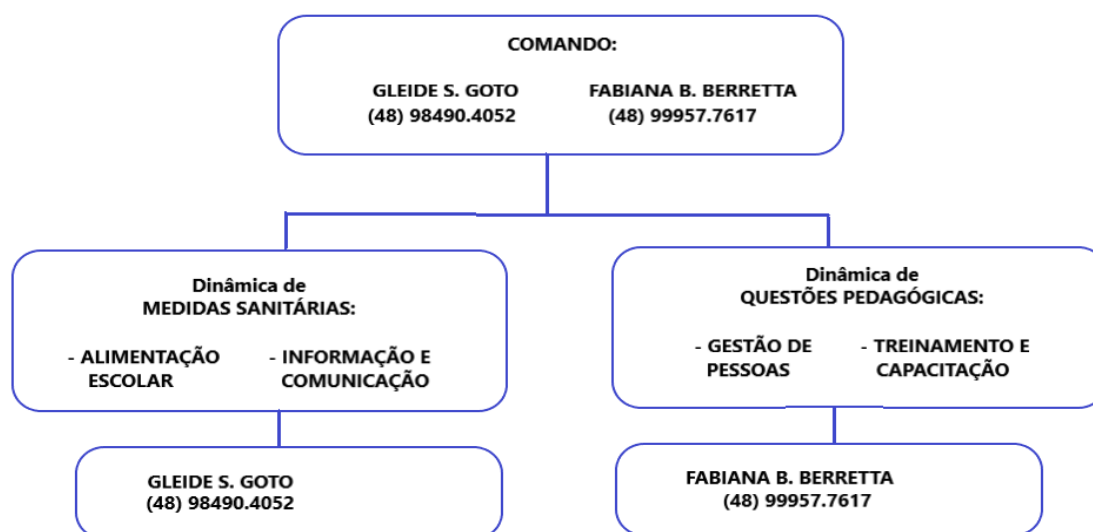 COMANDO:
GLEIDE S. GOTO FABIANA B. BERRETTA
(48) 98490.4052 (48) 99957.7617
Dinâmica de
MEDIDAS SANITÁRIAS:
- ALIMENTAÇÃO - INFORMAÇÃO E
ESCOLAR COMUNICAÇÃO
Dinâmica de
QUESTÕES PEDAGÓGICAS:
- GESTÃO DE - TREINAMENTO E
PESSOAS CAPACITAÇÃO
GLEIDE S. GOTO
(48) 98490.4052
FABIANA B. BERRETTA
(48) 99957.7617